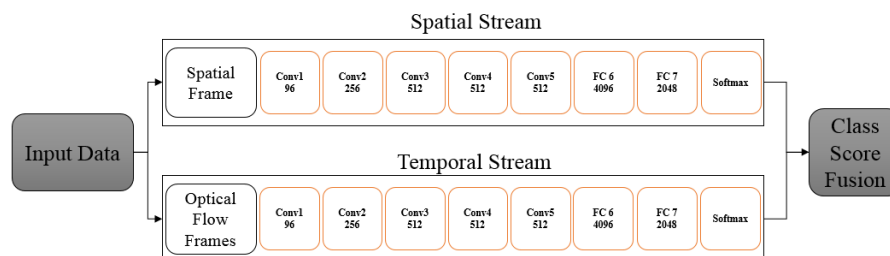 Spatial Stream
Spatial
Frame
Conv1
96
Conv2
256
Conv3
512
Conv4
512
Conv5
512
FC 6
4096
FC 7
2048
Softmax
Input Data
Class
Score
Fusion
Temporal Stream
Optical
Flow
Frames
Conv1
96
Conv2
256
Conv3
512
Conv4
512
Conv5
512
FC 6
4096
FC 7
2048
Softmax